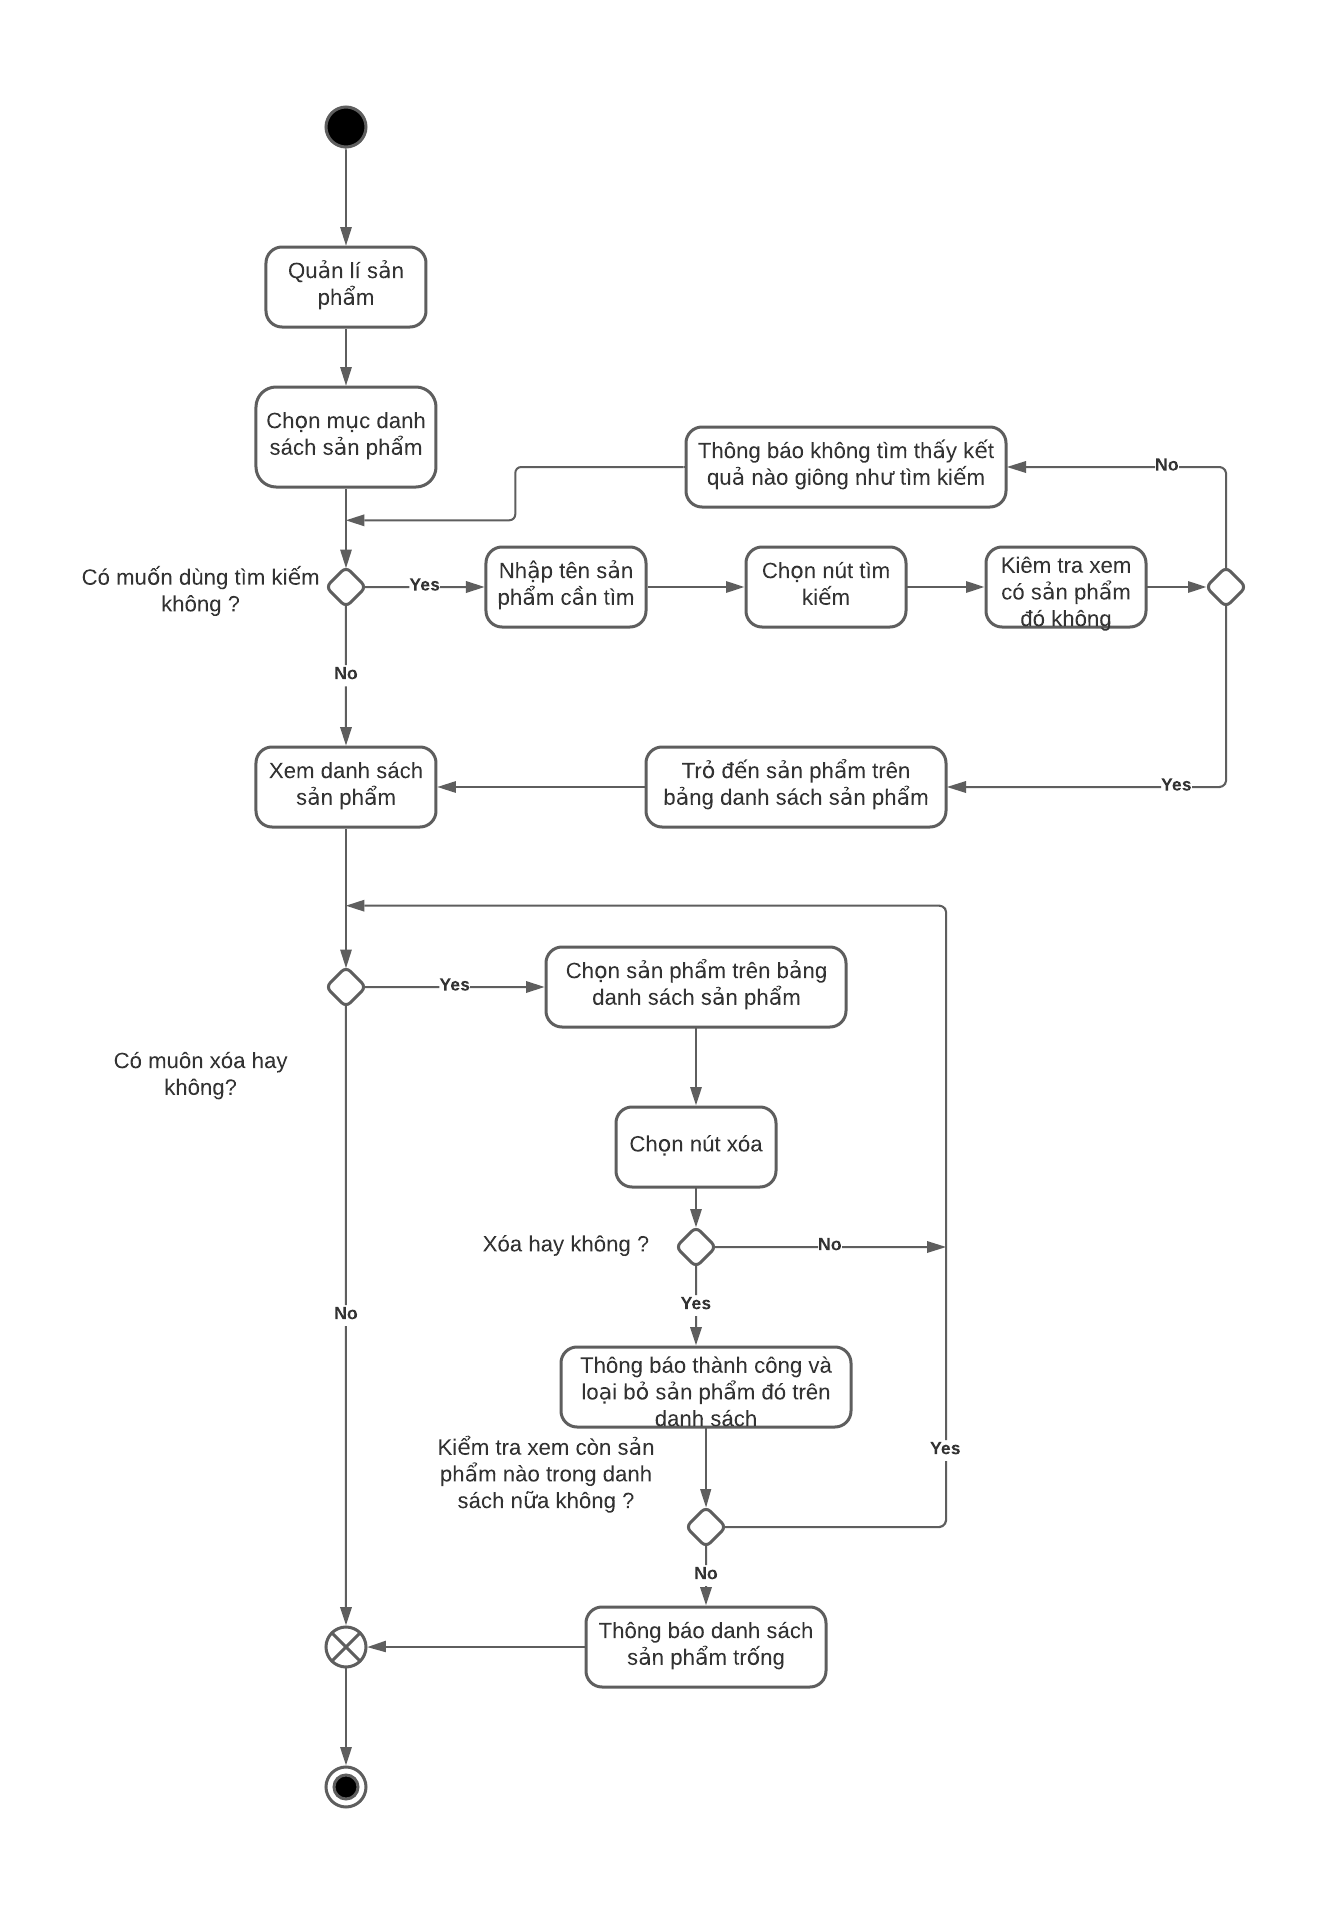 Quản lí sản
phẩm
Chọn mục danh
sách sản phẩm
Thông báo không tìm thấy kết
quả nào giông như tìm kiếm
No
Có muốn dùng tìm kiếm
không ?
Yes
Nhập tên sản
phẩm cần tìm
Chọn nút tìm
kiếm
Kiêm tra xem
có sản phẩm
đó không
No
Xem danh sách
sản phẩm
Trỏ đến sản phẩm trên
bảng danh sách sản phẩm
Yes
Yes
Chọn sản phẩm trên bảng
danh sách sản phẩm
Có muôn xóa hay
không?
Chọn nút xóa
Xóa hay không ?
No
Yes
No
Thông báo thành công và
loại bỏ sản phẩm đó trên
danh sách
Kiểm tra xem còn sản
phẩm nào trong danh
sách nữa không ?
Yes
No
Thông báo danh sách
sản phẩm trống